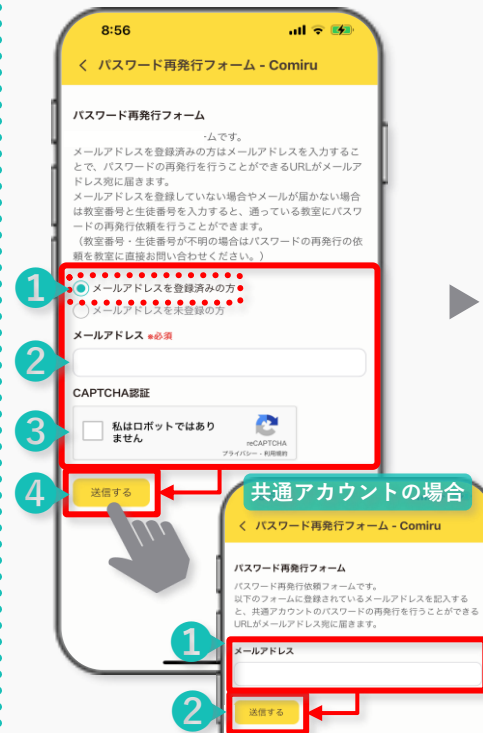 8:56
パスワード再発行フォーム - Comiru
パスワード再発行フォーム
ムです。
メールアドレスを登録済みの方はメールアドレスを入力するこ
とで、パスワードの再発行を行うことができるURLがメールア
ドレス宛に届きます。
メールアドレスを登録していない場合やメールが届かない場合
は教室番号と生徒番号を入力すると、通っている教室にパスワ
ードの再発行依頼を行うことができます。
（教室番号・生徒番号が不明の場合はパスワードの再発行の依
頼を教室に直接お問い合わせください。）
1
メールアドレスを登録済みの方
メールアドレスを未登録の方
メールアドレス ※必須
2
CAPTCHA認証
3
私はロボットではあり
ません
reCAPTCHA
プライバシー - 利用規約
4
送信する
共通アカウントの場合
パスワード再発行フォーム - Comiru
パスワード再発行フォーム
パスワード再発行依頼フォームです。
以下のフォームに登録されているメールアドレスを記入する
と、共通アカウントのパスワードの再発行を行うことができる
URLがメールアドレス宛に届きます。
1
メールアドレス
2
送信する